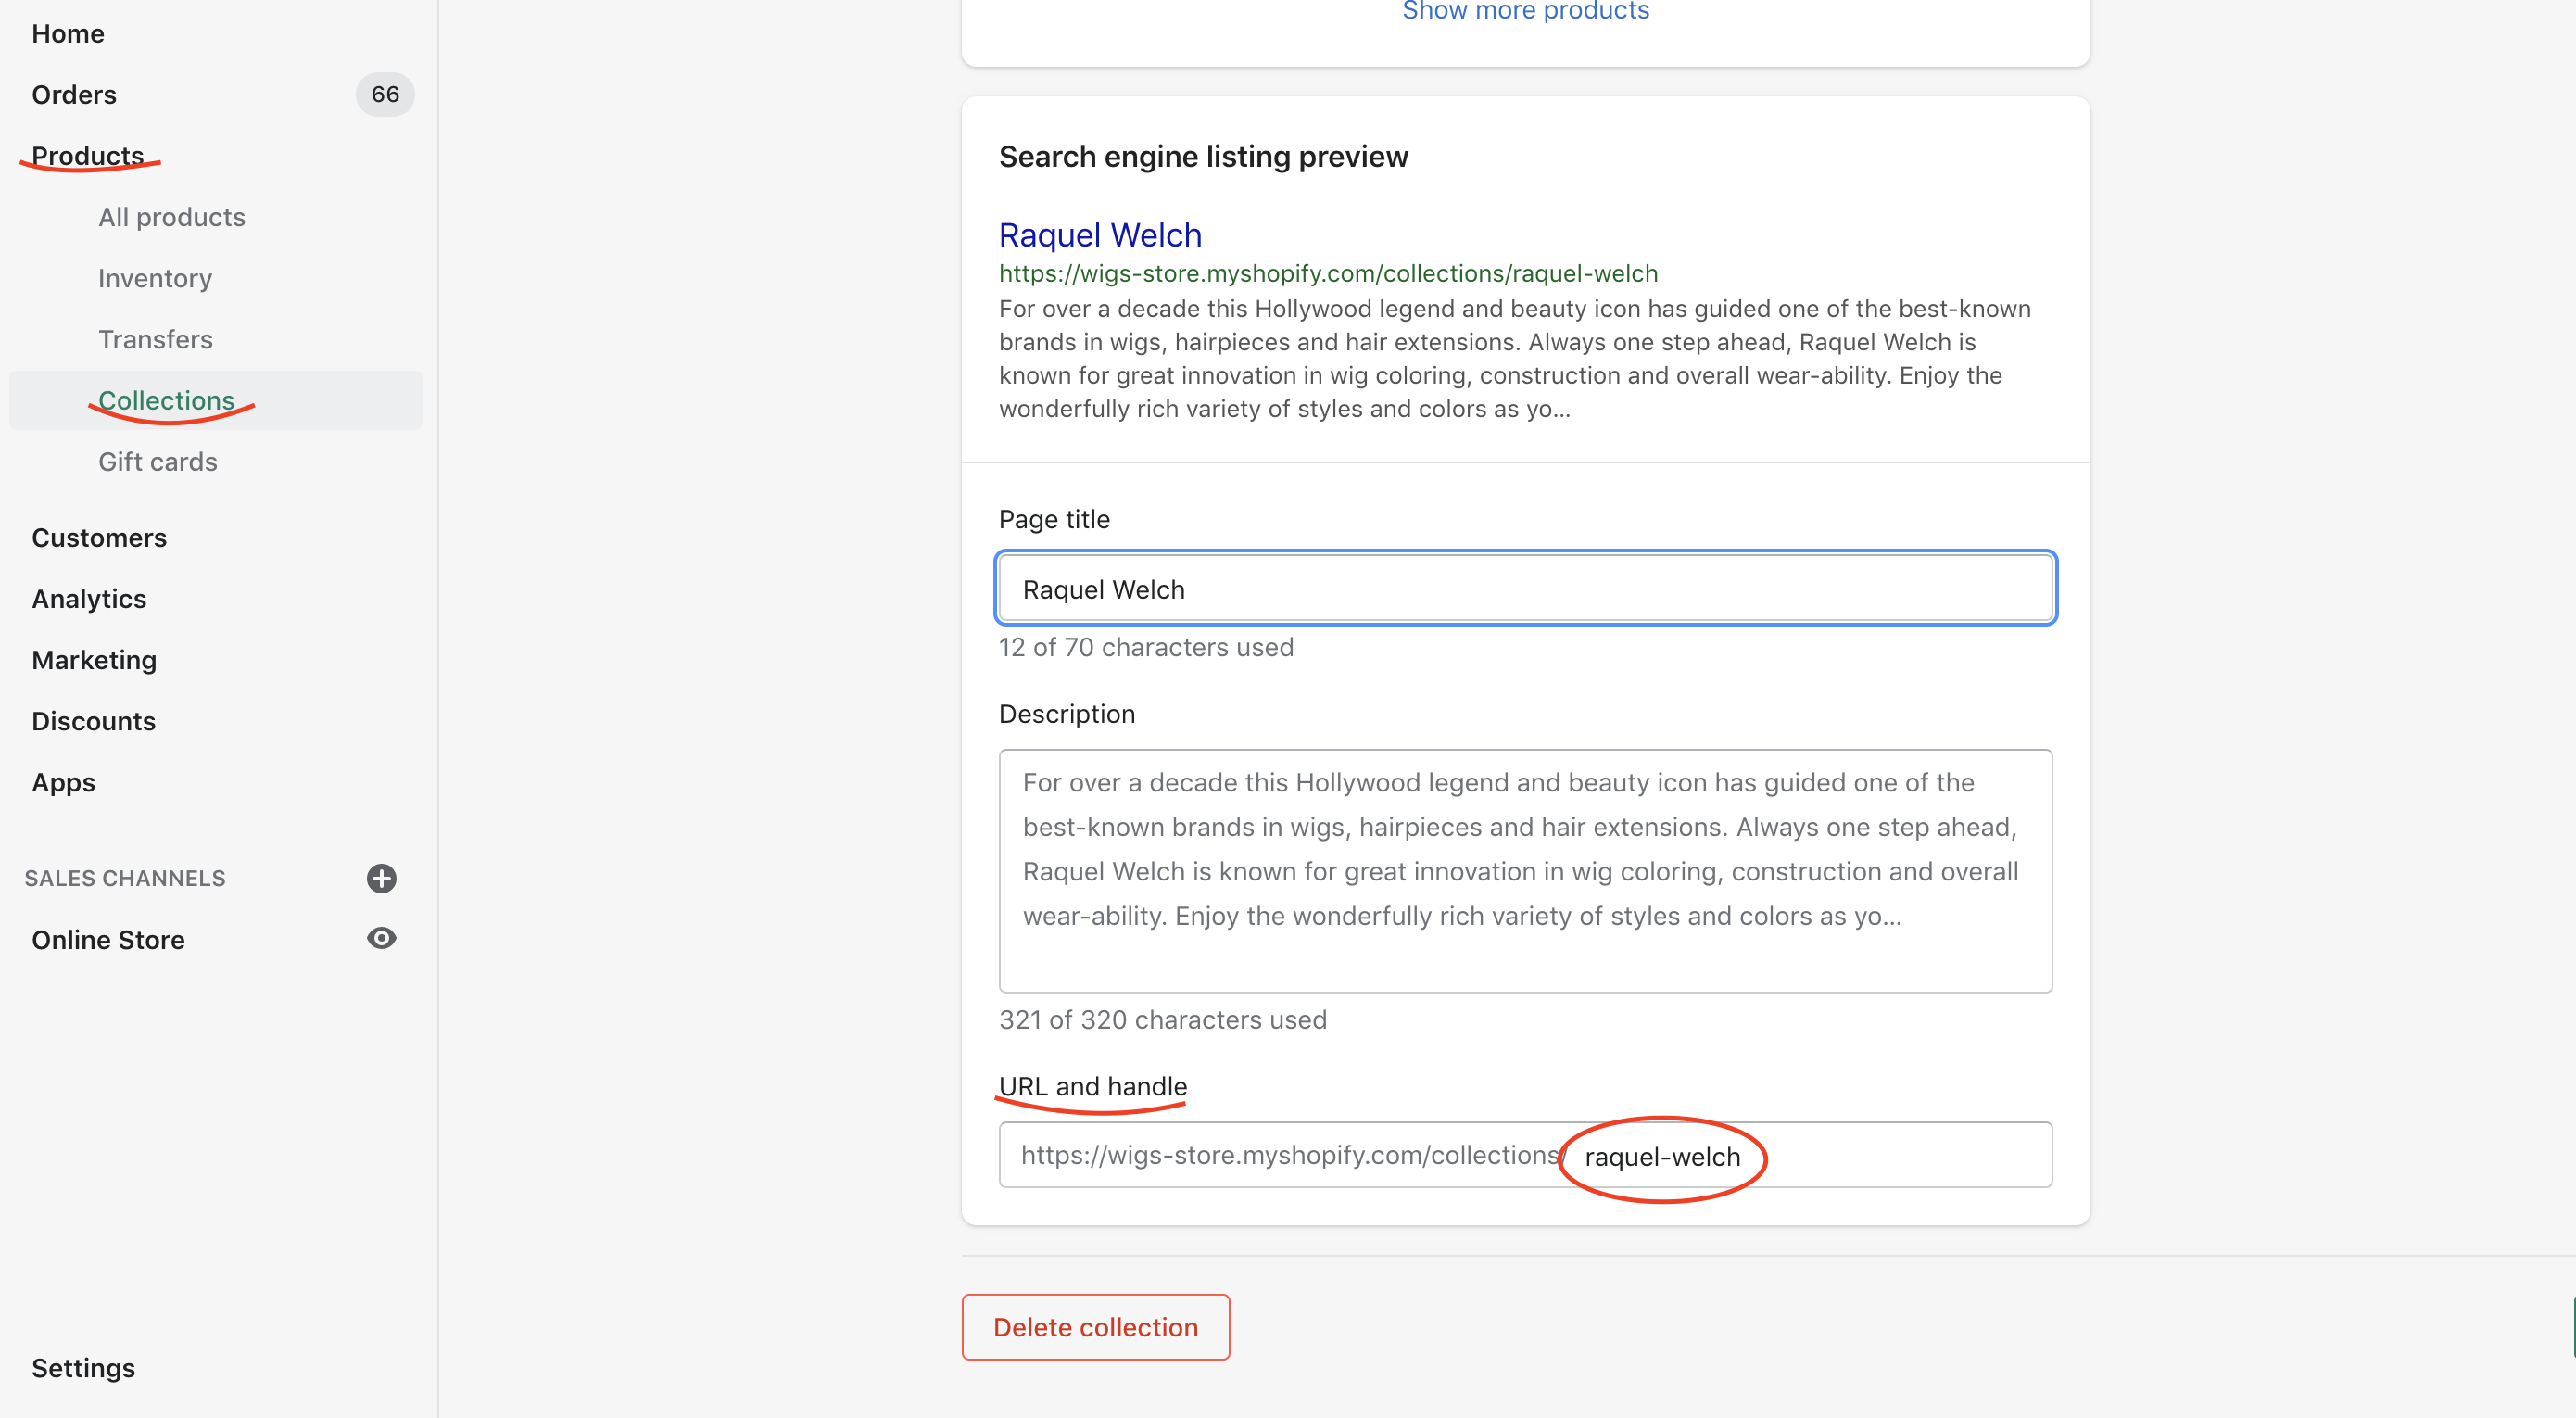 Home
Orders
66
Products
All products
Inventory
Transfers
Collections
Gift cards
Customers
Analytics
Marketing
Discounts
Apps
SALES CHANNELS
Online Store
Settings
Show more products
Search engine listing preview
Raquel Welch
https://wigs-store.myshopify.com/collections/raquel-welch
For over a decade this Hollywood legend and beauty icon has guided one of the best-known
brands in wigs, hairpieces and hair extensions. Always one step ahead, Raquel Welch is
known for great innovation in wig coloring, construction and overall wear-ability. Enjoy the
wonderfully rich variety of styles and colors as yo...
Page title
Raquel Welch
12 of 70 characters used
Description
For over a decade this Hollywood legend and beauty icon has guided one of the
best-known brands in wigs, hairpieces and hair extensions. Always one step ahead,
Raquel Welch is known for great innovation in wig coloring, construction and overall
wear-ability. Enjoy the wonderfully rich variety of styles and colors as yo...
321 of 320 characters used
URL and handle
https://wigs-store.myshopify.com/collections/ raquel-welch
Delete collection